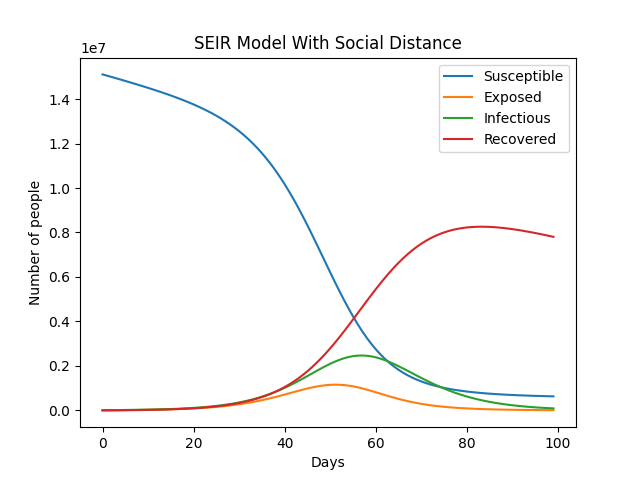 SEIR Model With Social Distance
1e7
Susceptible
Exposed
Infectious
Recovered
Number of people
1.4
1.2
1.0
0.8
0.6
0.4
0.2
0.0
0 20 40 60 80 100
Days